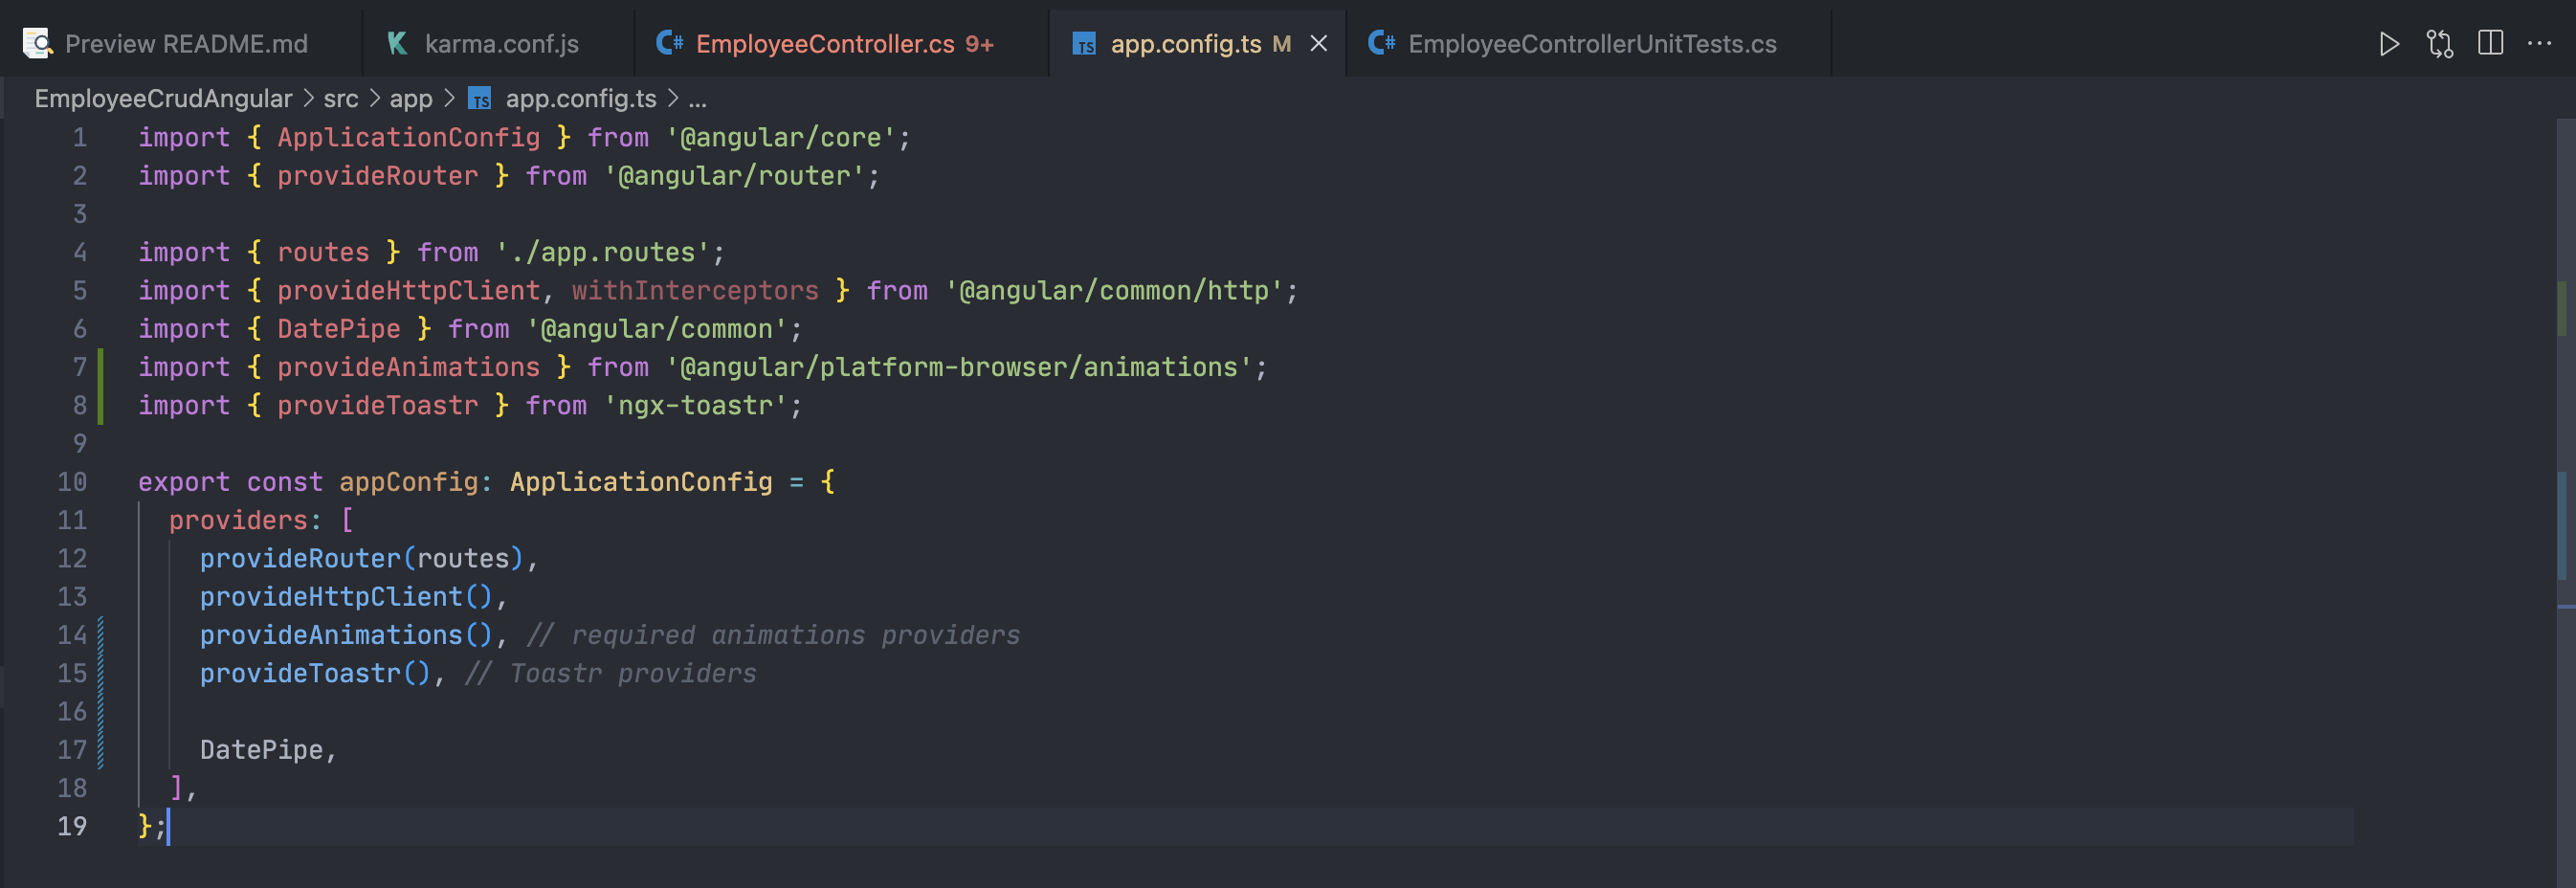 Preview README.md karma.conf.js C# EmployeeController.cs 9+ TS app.config.ts M C# EmployeeControllerUnitTests.cs
EmployeeCrudAngular > src > app > TS app.config.ts > ...
1 import { ApplicationConfig } from '@angular/core';
2 import { provideRouter } from '@angular/router';
3
4 import { routes } from './app.routes';
5 import { provideHttpClient, withInterceptors } from '@angular/common/http';
6 import { DatePipe } from '@angular/common';
7 import { provideAnimations } from '@angular/platform-browser/animations';
8 import { provideToastr } from 'ngx-toastr';
9
10 export const appConfig: ApplicationConfig = {
11   providers: [
12     provideRouter(routes),
13     provideHttpClient(),
14     provideAnimations(), // required animations providers
15     provideToastr(), // Toastr providers
16
17     DatePipe,
18   ],
19 };